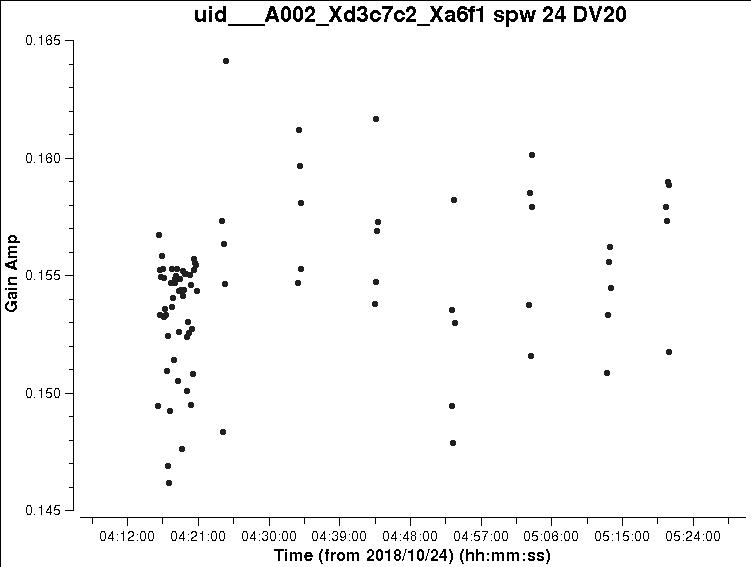 uid___A002_Xd3c7c2_Xa6f1 spw 24 DV20
0.165
0.160
0.155
0.150
0.145
Gain Amp
04:12:00 04:21:00 04:30:00 04:39:00 04:48:00 04:57:00 05:06:00 05:15:00 05:24:00
Time (from 2018/10/24) (hh:mm:ss)